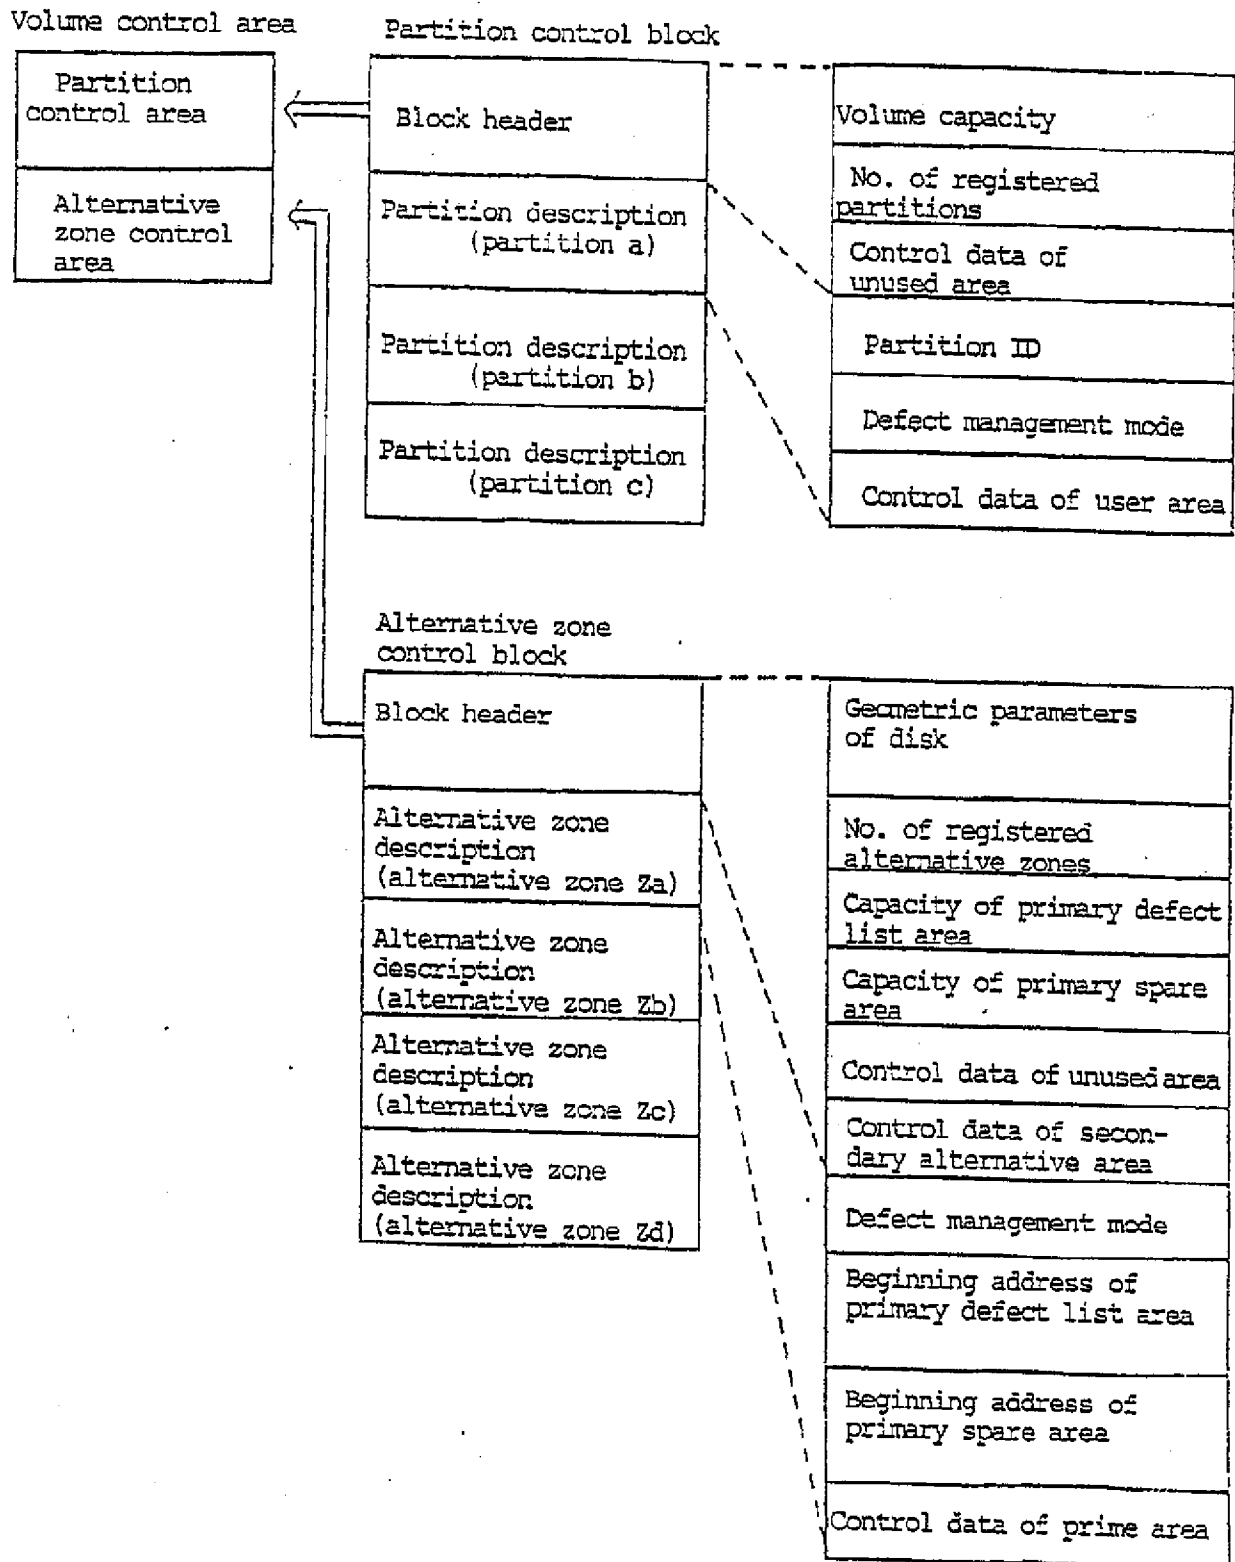 Volume control area
Partition
control area
Alternative
zone control
area
Partition control block
Block header
Partition description
(partition a)
Partition description
(partition b)
Partition description
(partition c)
Volume capacity
No. of registered
partitions
Control data of
unused area
Partition ID
Defect management mode
Control data of user area
Alternative zone
control block
Block header
Alternative zone
description
(alternative zone Za)
Alternative zone
description
(alternative zone Zb)
Alternative zone
description
(alternative zone Zc)
Alternative zone
description
(alternative zone Zd)
Geometric parameters
of disk
No. of registered
alternative zones
Capacity of primary defect
list area
Capacity of primary spare
area
Control data of unused area
Control data of secon-
dary alternative area
Defect management mode
Beginning address of
primary defect list area
Beginning address of
primary spare area
Control data of prime area